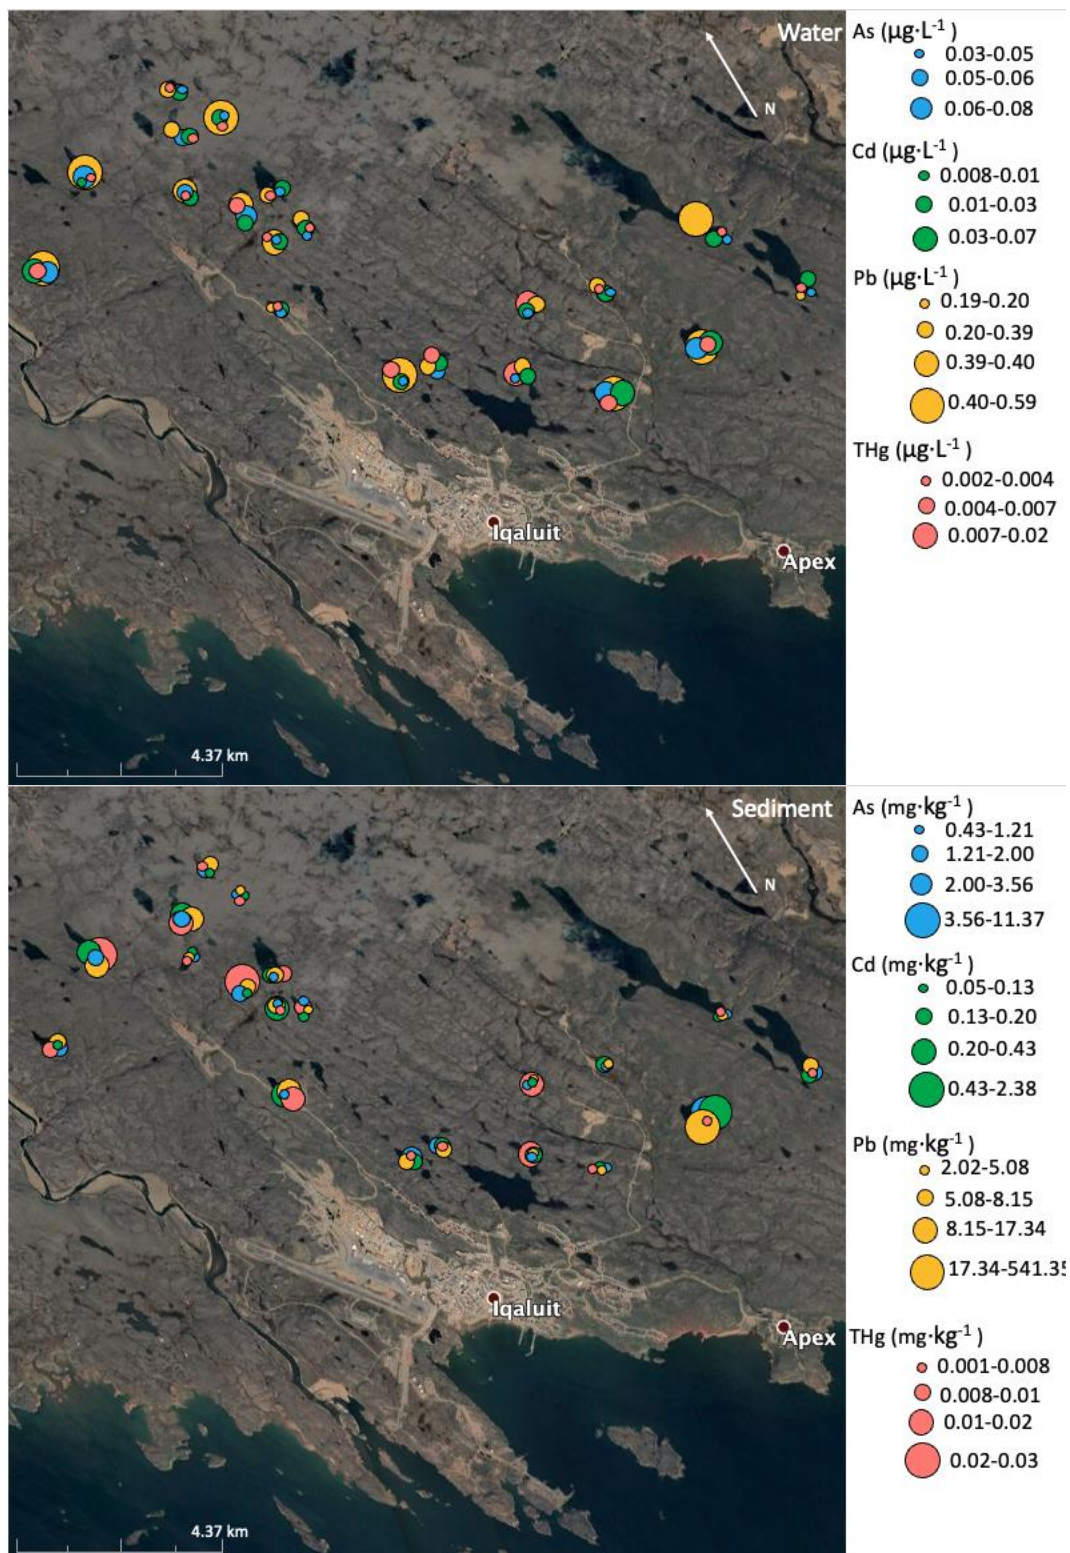 Water
N
Iqaluit
Apex
4.37 km
As (µg·L⁻¹)
0.03-0.05
0.05-0.06
0.06-0.08
Cd (µg·L⁻¹)
0.008-0.01
0.01-0.03
0.03-0.07
Pb (µg·L⁻¹)
0.19-0.20
0.20-0.39
0.39-0.40
0.40-0.59
THg (µg·L⁻¹)
0.002-0.004
0.004-0.007
0.007-0.02
Sediment
N
Iqaluit
Apex
4.37 km
As (mg·kg⁻¹)
0.43-1.21
1.21-2.00
2.00-3.56
3.56-11.37
Cd (mg·kg⁻¹)
0.05-0.13
0.13-0.20
0.20-0.43
0.43-2.38
Pb (mg·kg⁻¹)
2.02-5.08
5.08-8.15
8.15-17.34
17.34-541.35
THg (mg·kg⁻¹)
0.001-0.008
0.008-0.01
0.01-0.02
0.02-0.03